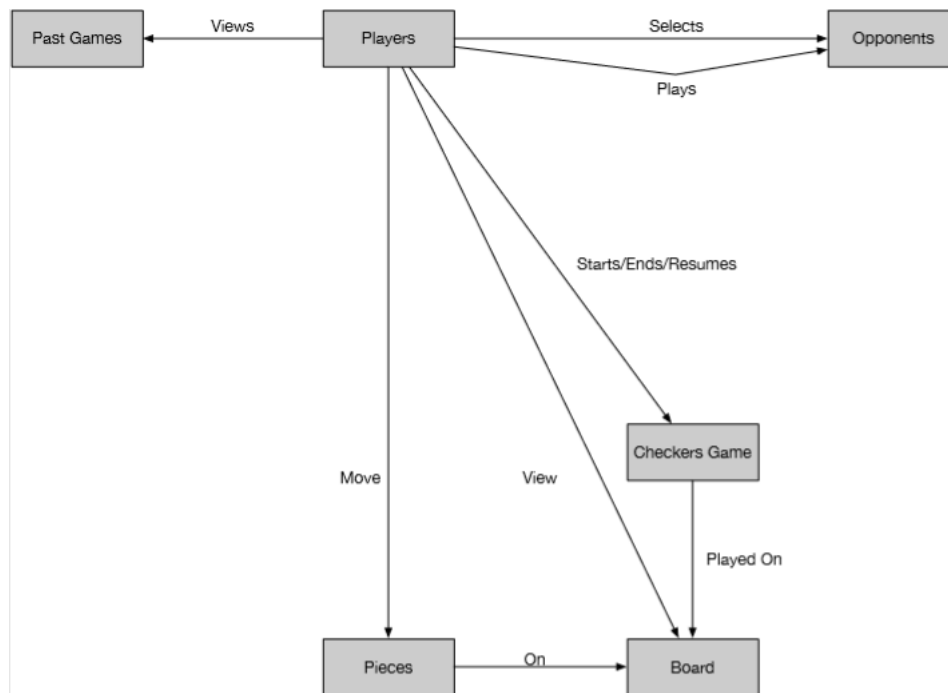 Views
Selects
Past Games
Players
Opponents
Plays
Starts/Ends/Resumes
Checkers Game
Move
View
Played On
On
Pieces
Board